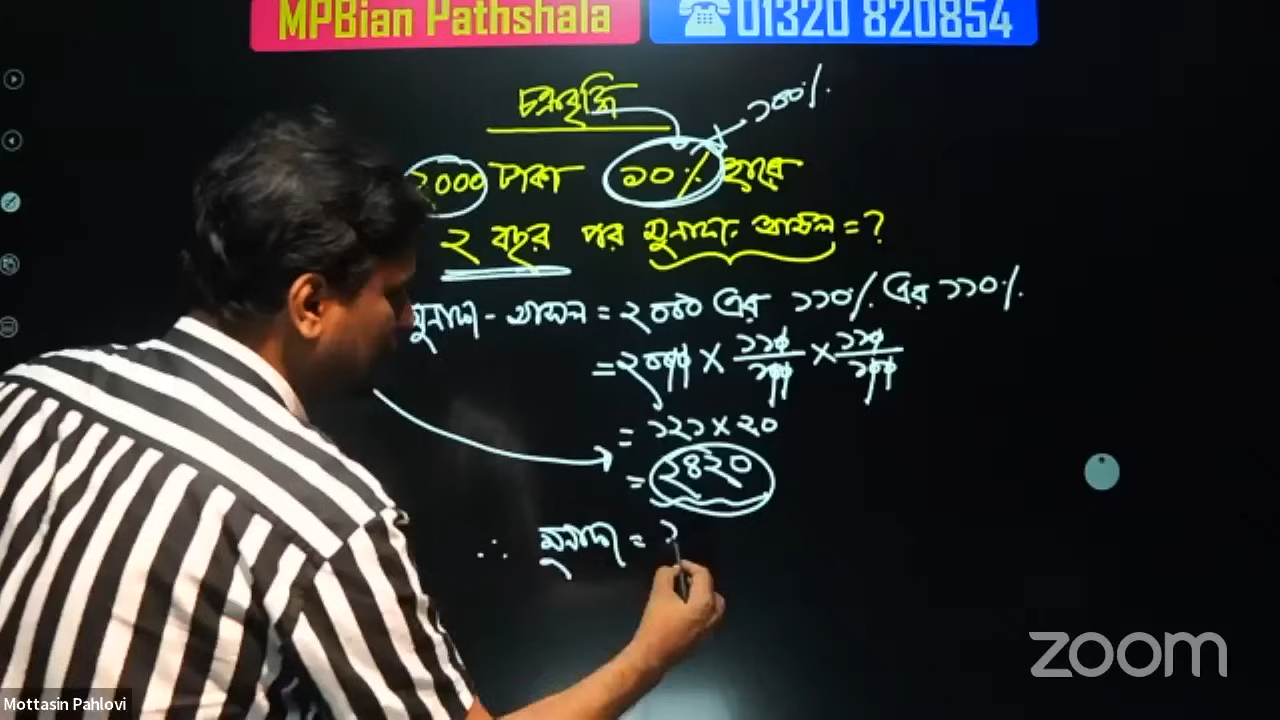 MPBian Pathshala ☎01320 820854
চক্রবৃদ্ধি
১০০%
২০০০ টাকা ১০% হারে
২ বছর পর মুনাফা-আসল = ?
মুনাফা - আসল = ২০০০ এর ১১০% এর ১১০%
= ২০০০ × ১১০/১০০ × ১১০/১০০
= ১২১ × ২০
= ২৪২০
∴ মুনাফা =
zoom
Mottasin Pahlovi